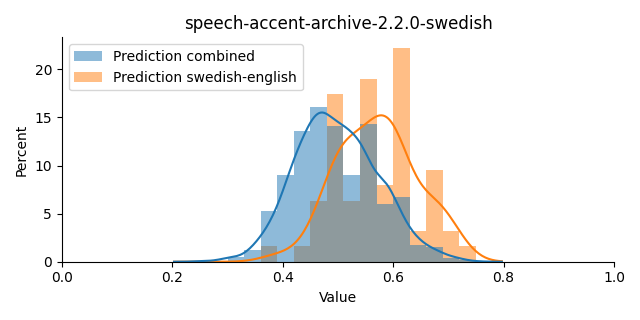 speech-accent-archive-2.2.0-swedish
Prediction combined
Prediction swedish-english
Percent
20
15
10
5
0
0.0 0.2 0.4 0.6 0.8 1.0
Value